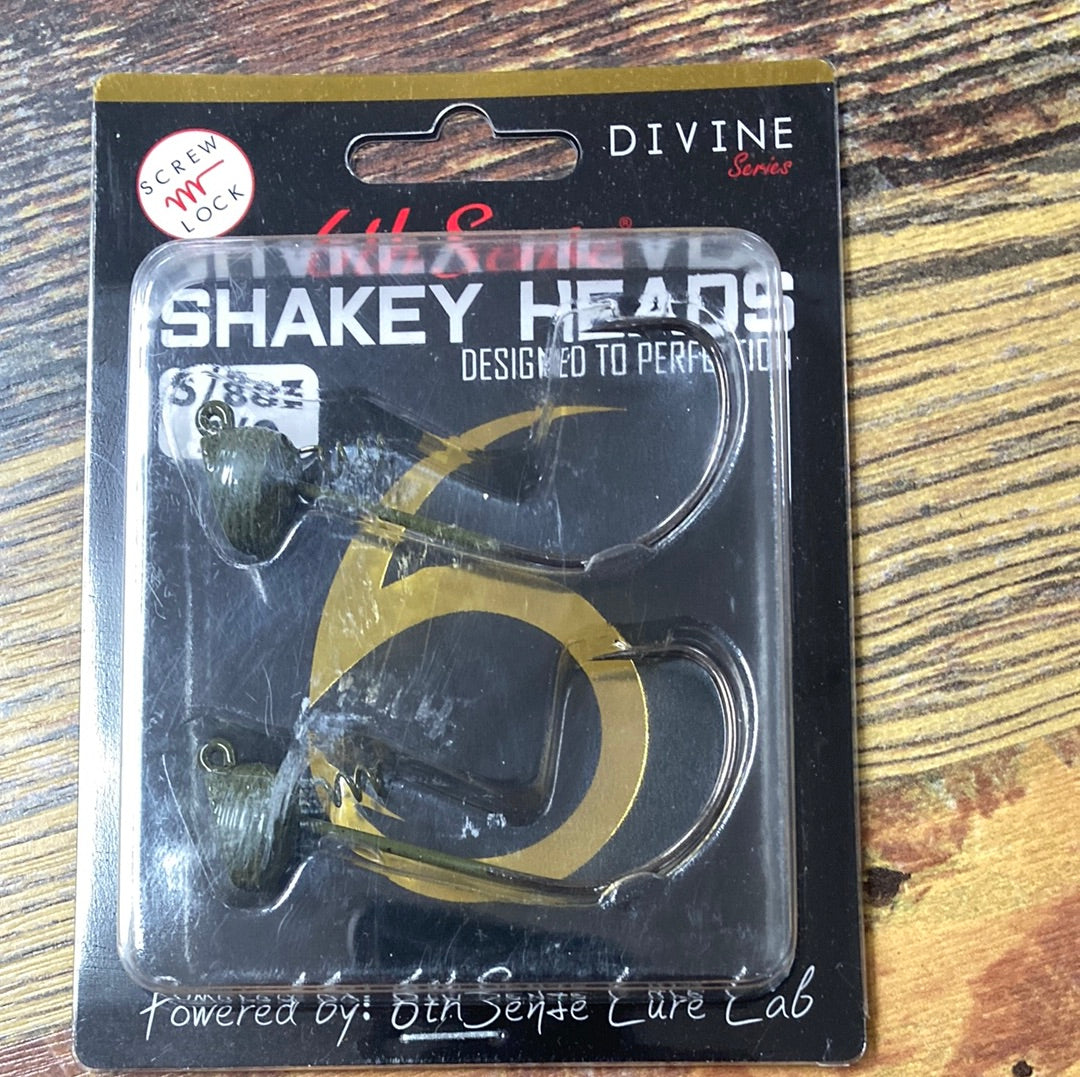 SCREW
LOCK
DIVINE
Series
6th Sense®
SHAKEY HEADS
DESIGNED TO PERFECTION
Powered by: 6th Sense Lure Lab